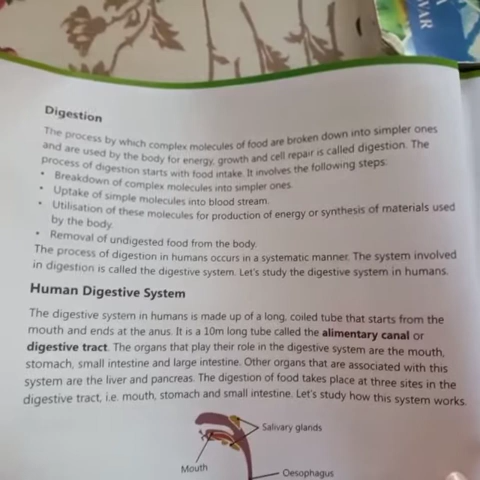 WAR
Digestion
The process by which complex molecules of food are broken down into simpler ones
and are used by the body for energy, growth and cell repair is called digestion. The
process of digestion starts with food intake. It involves the following steps:
• Breakdown of complex molecules into simpler ones.
• Uptake of simple molecules into blood stream.
• Utilisation of these molecules for production of energy or synthesis of materials used
by the body.
• Removal of undigested food from the body.
The process of digestion in humans occurs in a systematic manner. The system involved
in digestion is called the digestive system. Let's study the digestive system in humans.
Human Digestive System
The digestive system in humans is made up of a long, coiled tube that starts from the
mouth and ends at the anus. It is a 10m long tube called the alimentary canal or
digestive tract. The organs that play their role in the digestive system are the mouth,
stomach, small intestine and large intestine. Other organs that are associated with this
system are the liver and pancreas. The digestion of food takes place at three sites in the
digestive tract, i.e. mouth, stomach and small intestine. Let's study how this system works.
Salivary glands
Mouth
Oesophagus